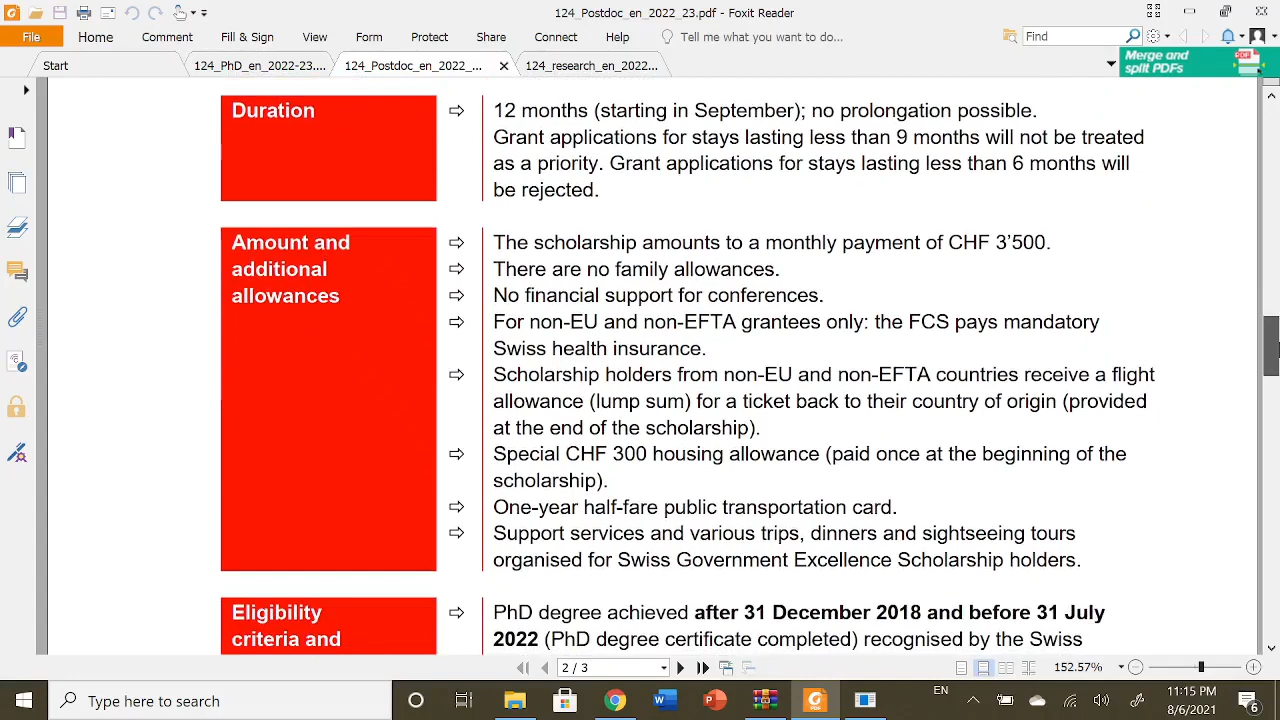 124_Postdoc_en_2022_23.pdf - Foxit Reader
File Home Comment Fill & Sign View Form Protect Share Connect Help Tell me what you want to do... Find
Start 124_PhD_en_2022-23.... 124_Postdoc_en_2022_... 124_research_en_2022...
Merge and
split PDFs
Duration
12 months (starting in September); no prolongation possible.
Grant applications for stays lasting less than 9 months will not be treated
as a priority. Grant applications for stays lasting less than 6 months will
be rejected.
Amount and
additional
allowances
The scholarship amounts to a monthly payment of CHF 3’500.
There are no family allowances.
No financial support for conferences.
For non-EU and non-EFTA grantees only: the FCS pays mandatory
Swiss health insurance.
Scholarship holders from non-EU and non-EFTA countries receive a flight
allowance (lump sum) for a ticket back to their country of origin (provided
at the end of the scholarship).
Special CHF 300 housing allowance (paid once at the beginning of the
scholarship).
One-year half-fare public transportation card.
Support services and various trips, dinners and sightseeing tours
organised for Swiss Government Excellence Scholarship holders.
Eligibility
criteria and
PhD degree achieved after 31 December 2018 and before 31 July
2022 (PhD degree certificate completed) recognised by the Swiss
2 / 3 152.57%
Type here to search
EN
11:15 PM
8/6/2021
6